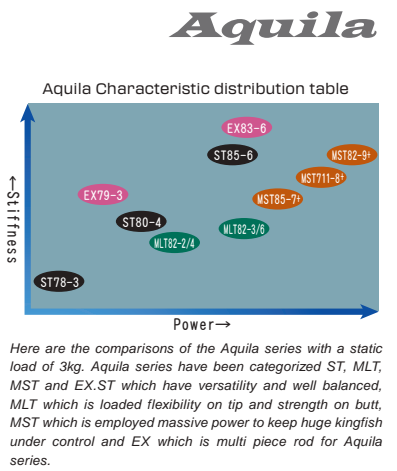 Aquila
Aquila Characteristic distribution table
EX83-6
ST85-6
MST82-9+
MST711-8+
EX79-3
MST85-7+
ST80-4
MLT82-3/6
MLT82-2/4
ST78-3
←Stiffness
Power→
Here are the comparisons of the Aquila series with a static
load of 3kg. Aquila series have been categorized ST, MLT,
MST and EX.ST which have versatility and well balanced,
MLT which is loaded flexibility on tip and strength on butt,
MST which is employed massive power to keep huge kingfish
under control and EX which is multi piece rod for Aquila
series.